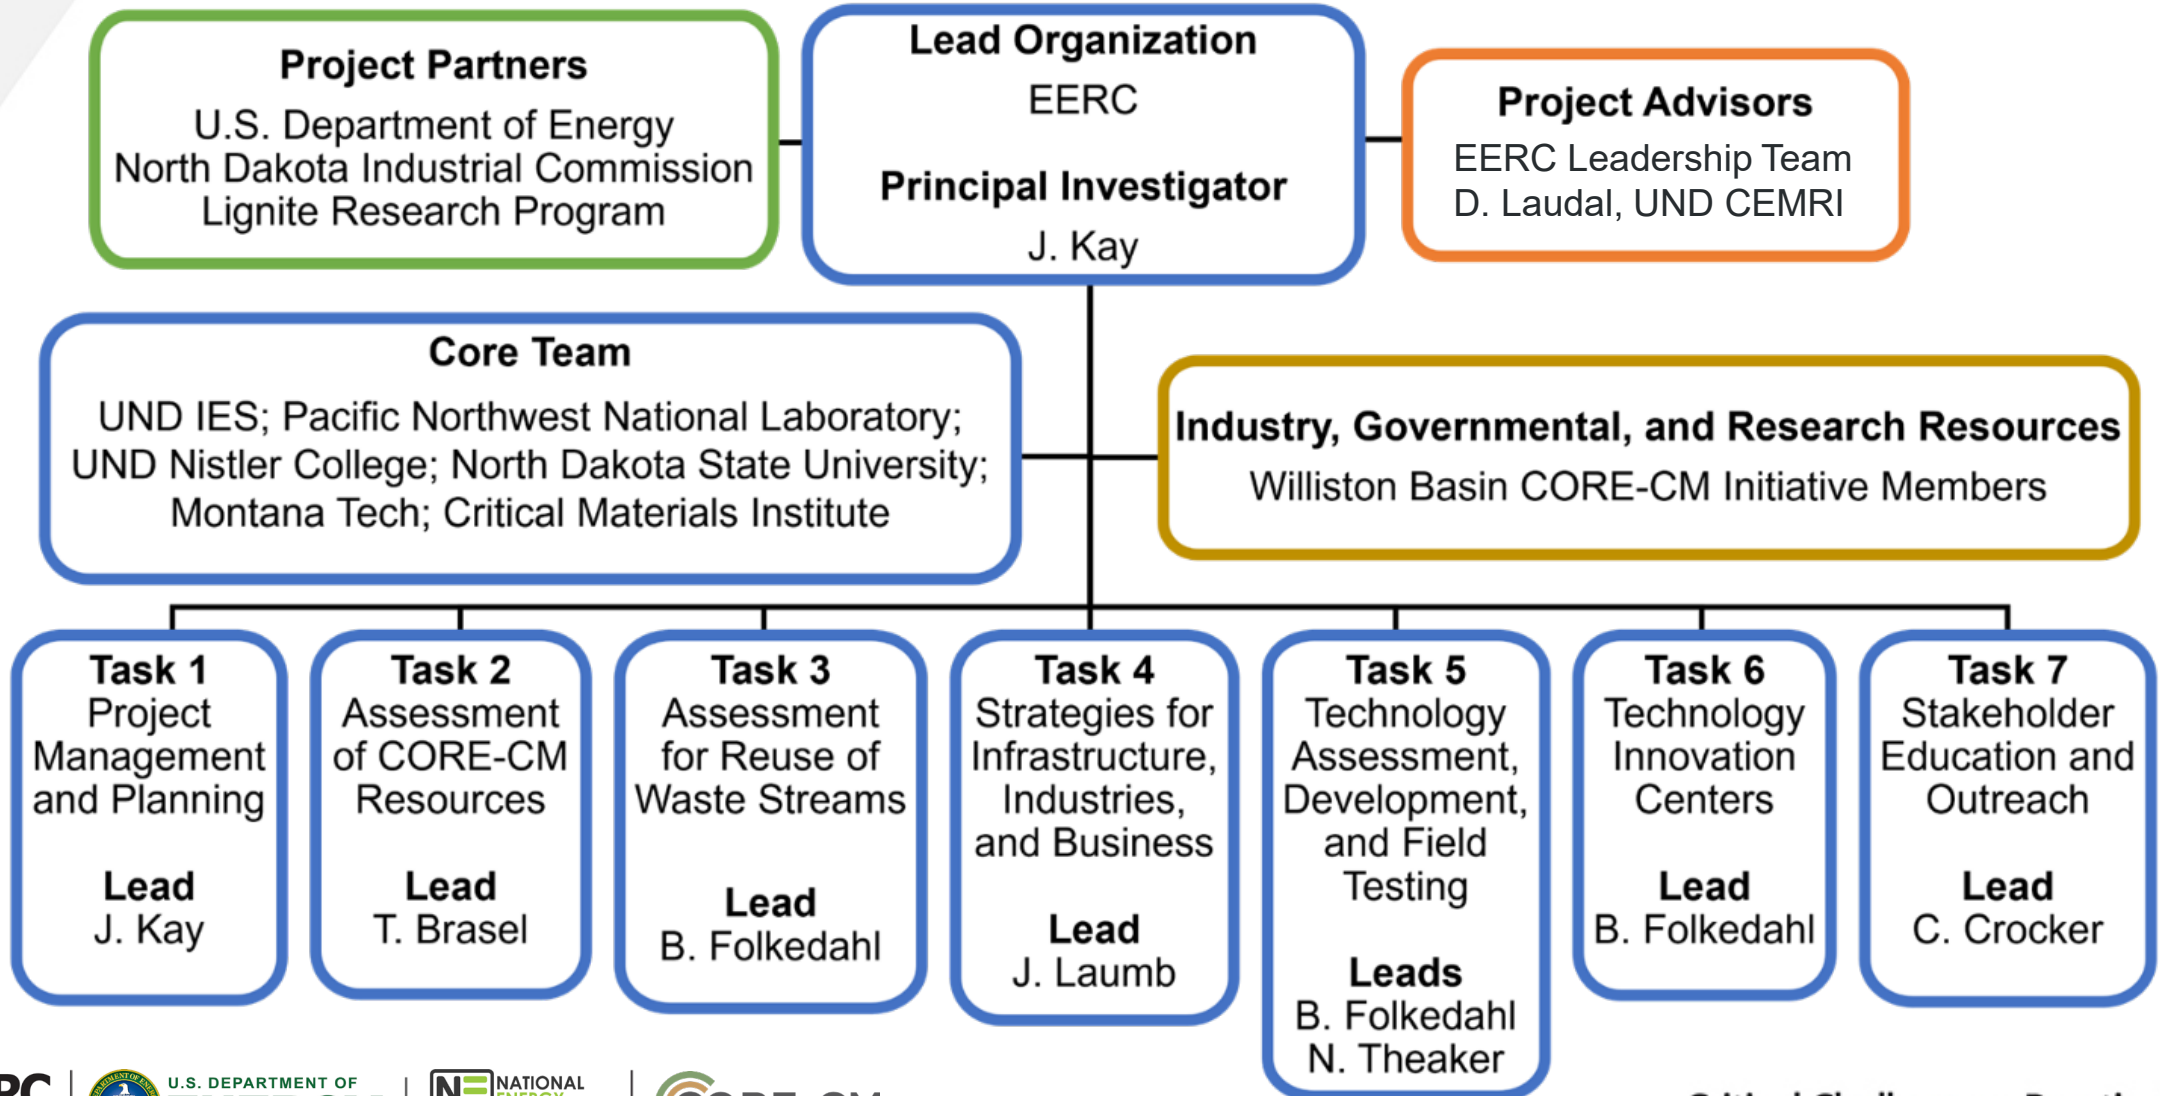 Project Partners
U.S. Department of Energy
North Dakota Industrial Commission
Lignite Research Program
Lead Organization
EERC
Principal Investigator
J. Kay
Project Advisors
EERC Leadership Team
D. Laudal, UND CEMRI
Core Team
UND IES; Pacific Northwest National Laboratory;
UND Nistler College; North Dakota State University;
Montana Tech; Critical Materials Institute
Industry, Governmental, and Research Resources
Williston Basin CORE-CM Initiative Members
Task 1
Project
Management
and Planning
Lead
J. Kay
Task 2
Assessment
of CORE-CM
Resources
Lead
T. Brasel
Task 3
Assessment
for Reuse of
Waste Streams
Lead
B. Folkedahl
Task 4
Strategies for
Infrastructure,
Industries,
and Business
Lead
J. Laumb
Task 5
Technology
Assessment,
Development,
and Field
Testing
Leads
B. Folkedahl
N. Theaker
Task 6
Technology
Innovation
Centers
Lead
B. Folkedahl
Task 7
Stakeholder
Education and
Outreach
Lead
C. Crocker
U.S. DEPARTMENT OF
NATIONAL